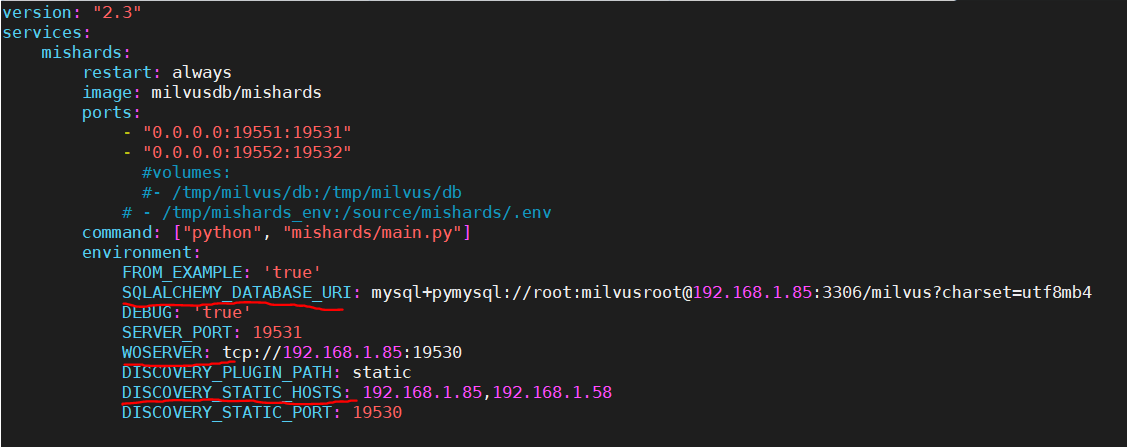 version: "2.3"
services:
    mishards:
        restart: always
        image: milvusdb/mishards
        ports:
            - "0.0.0.0:19551:19531"
            - "0.0.0.0:19552:19532"
              #volumes:
              #- /tmp/milvus/db:/tmp/milvus/db
            # - /tmp/mishards_env:/source/mishards/.env
        command: ["python", "mishards/main.py"]
        environment:
            FROM_EXAMPLE: 'true'
            SQLALCHEMY_DATABASE_URI: mysql+pymysql://root:milvusroot@192.168.1.85:3306/milvus?charset=utf8mb4
            DEBUG: 'true'
            SERVER_PORT: 19531
            WOSERVER: tcp://192.168.1.85:19530
            DISCOVERY_PLUGIN_PATH: static
            DISCOVERY_STATIC_HOSTS: 192.168.1.85,192.168.1.58
            DISCOVERY_STATIC_PORT: 19530